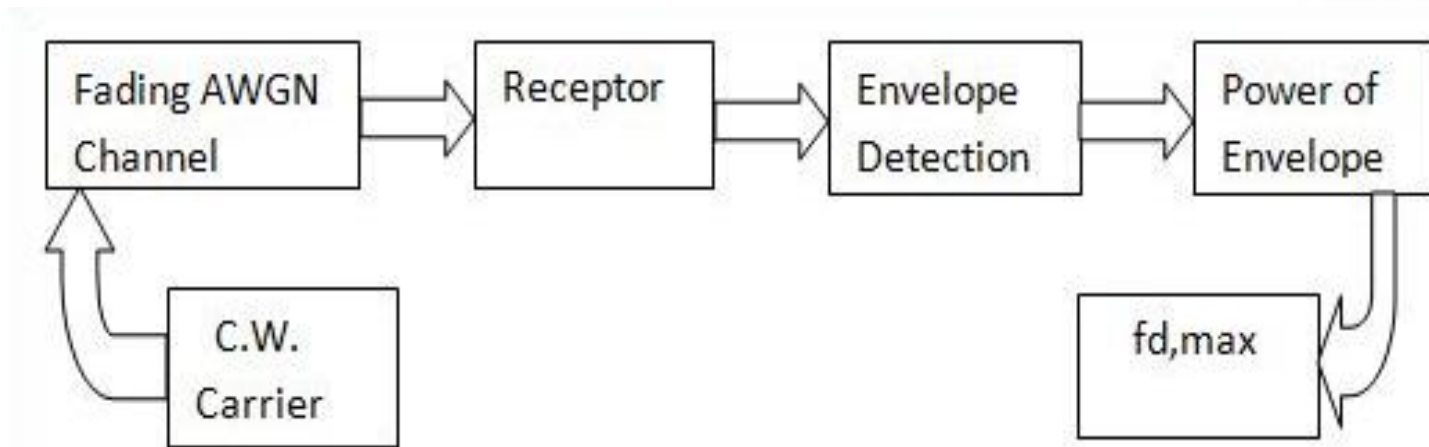 Fading AWGN
Channel
Receptor
Envelope
Detection
Power of
Envelope
C.W.
Carrier
fd,max